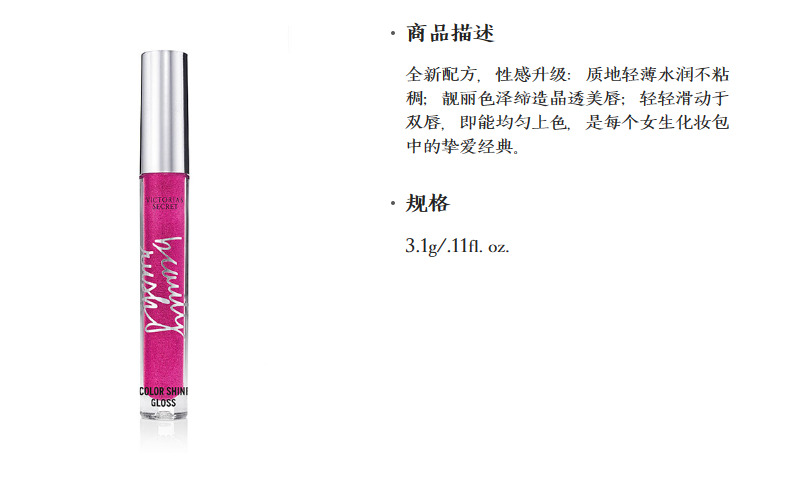 商品描述
全新配方，性感升级：质地轻薄水润不粘
稠；靓丽色泽缔造晶透美唇；轻轻滑动于
双唇，即能均匀上色，是每个女生化妆包
中的挚爱经典。
规格
3.1g/.11fl. oz.
VICTORIA'S
SECRET
beauty
rush
COLOR SHINE
GLOSS